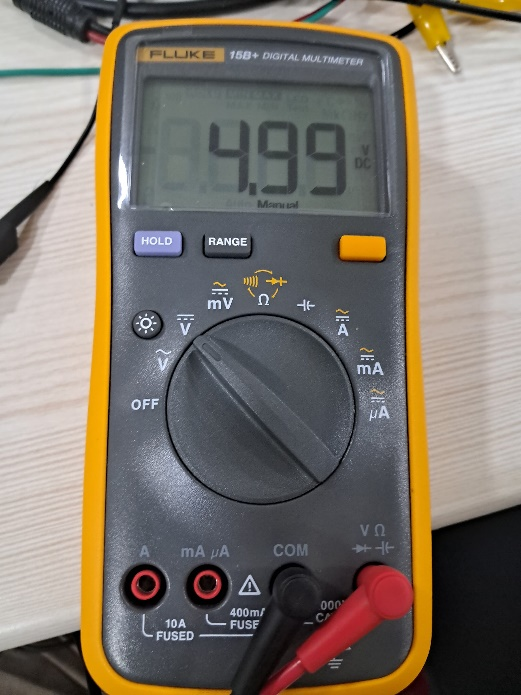 FLUKE 15B+ DIGITAL MULTIMETER
4.99 V DC
Manual
HOLD RANGE
mV Ω
V A
V mA
OFF μA
A mA μA COM V Ω
10A FUSED
400mA
FUSE